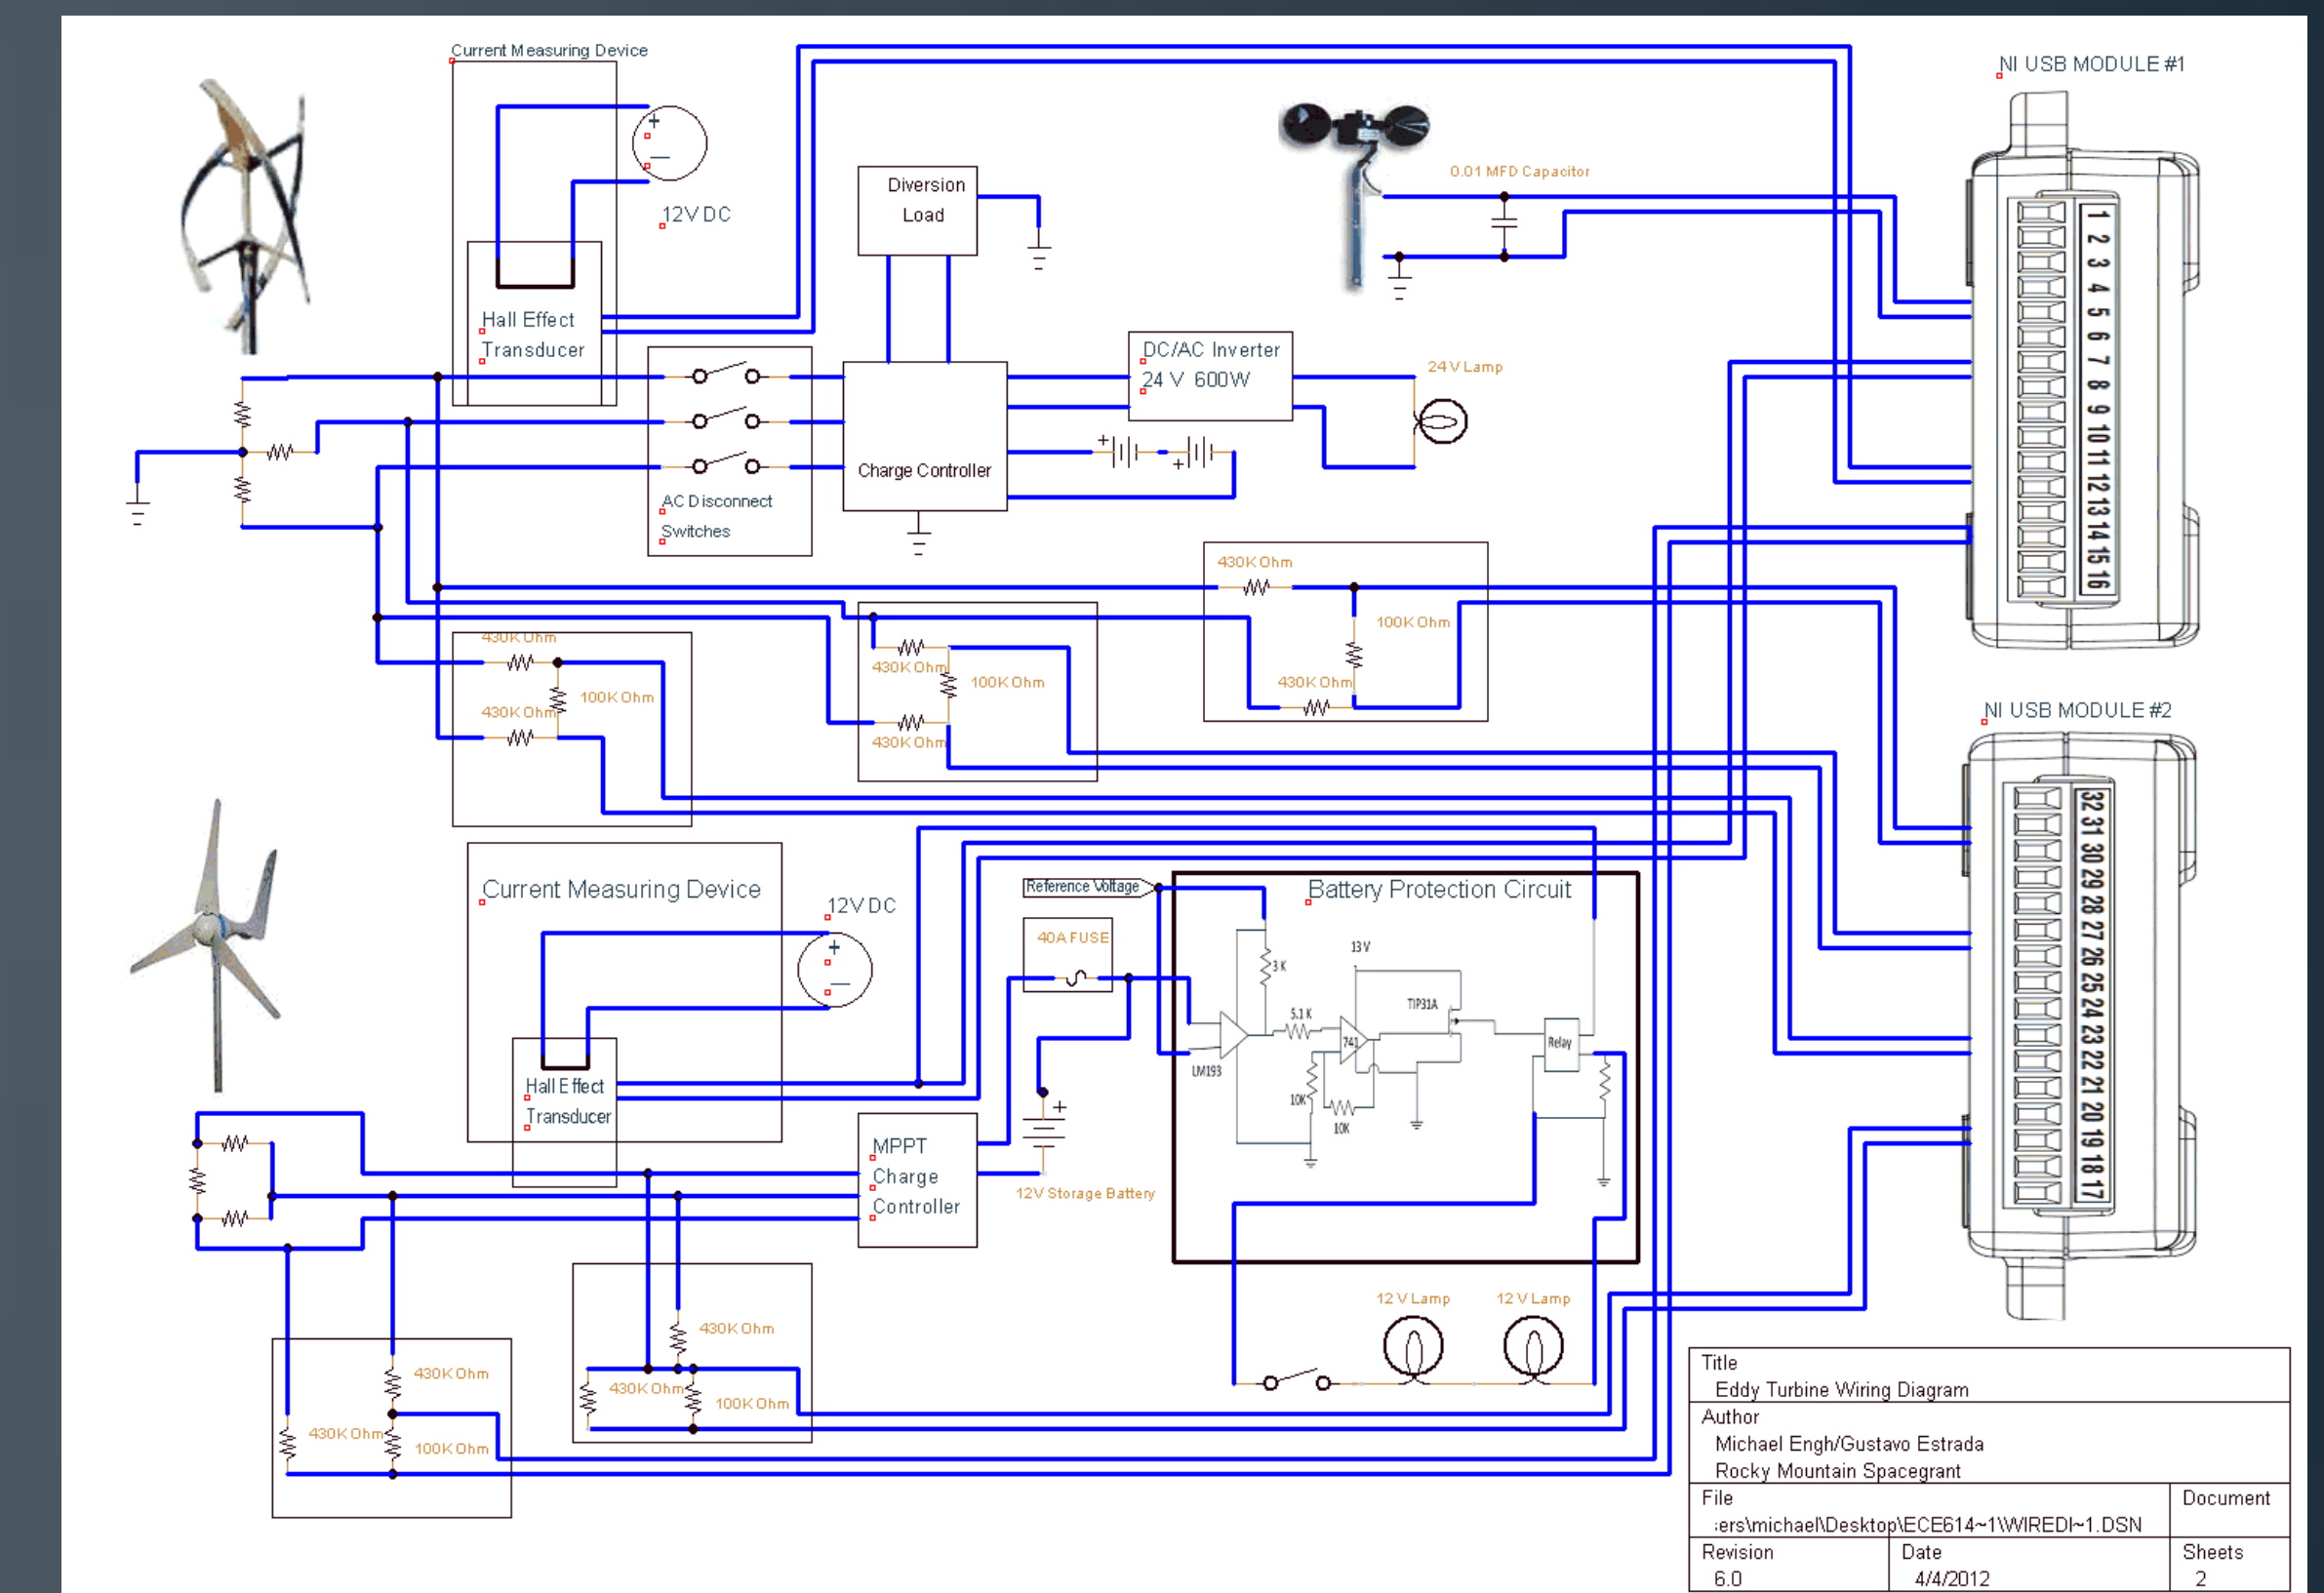 Current Measuring Device
12V DC
Hall Effect
Transducer
Diversion
Load
0.01 MFD Capacitor
NI USB MODULE #1
1 2 3 4 5 6 7 8 9 10 11 12 13 14 15 16
DC/AC Inverter
24 V 600W
24 V Lamp
Charge Controller
AC Disconnect
Switches
430K Ohm
100K Ohm
430K Ohm
430K Ohm
100K Ohm
430K Ohm
430K Ohm
100K Ohm
430K Ohm
NI USB MODULE #2
32 31 30 29 28 27 26 25 24 23 22 21 20 19 18 17
Current Measuring Device
12V DC
Hall Effect
Transducer
Reference Voltage
40A FUSE
Battery Protection Circuit
13 V
3 K
5.1 K
TIP31A
741
Relay
LM193
10K
10K
MPPT
Charge
Controller
12V Storage Battery
12 V Lamp
12 V Lamp
430K Ohm
430K Ohm
100K Ohm
430K Ohm
430K Ohm
100K Ohm
Title
Eddy Turbine Wiring Diagram
Author
Michael Engh/Gustavo Estrada
Rocky Mountain Spacegrant
File
:ers\michael\Desktop\ECE614~1\WIREDI~1.DSN
Document
Revision
6.0
Date
4/4/2012
Sheets
2